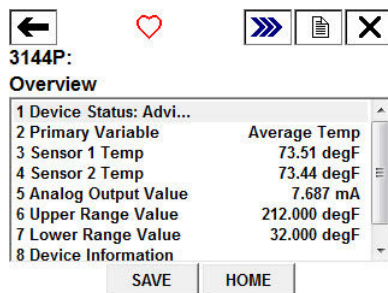 3144P:
Overview
1 Device Status: Advi...
2 Primary Variable Average Temp
3 Sensor 1 Temp 73.51 degF
4 Sensor 2 Temp 73.44 degF
5 Analog Output Value 7.687 mA
6 Upper Range Value 212.000 degF
7 Lower Range Value 32.000 degF
8 Device Information
SAVE HOME